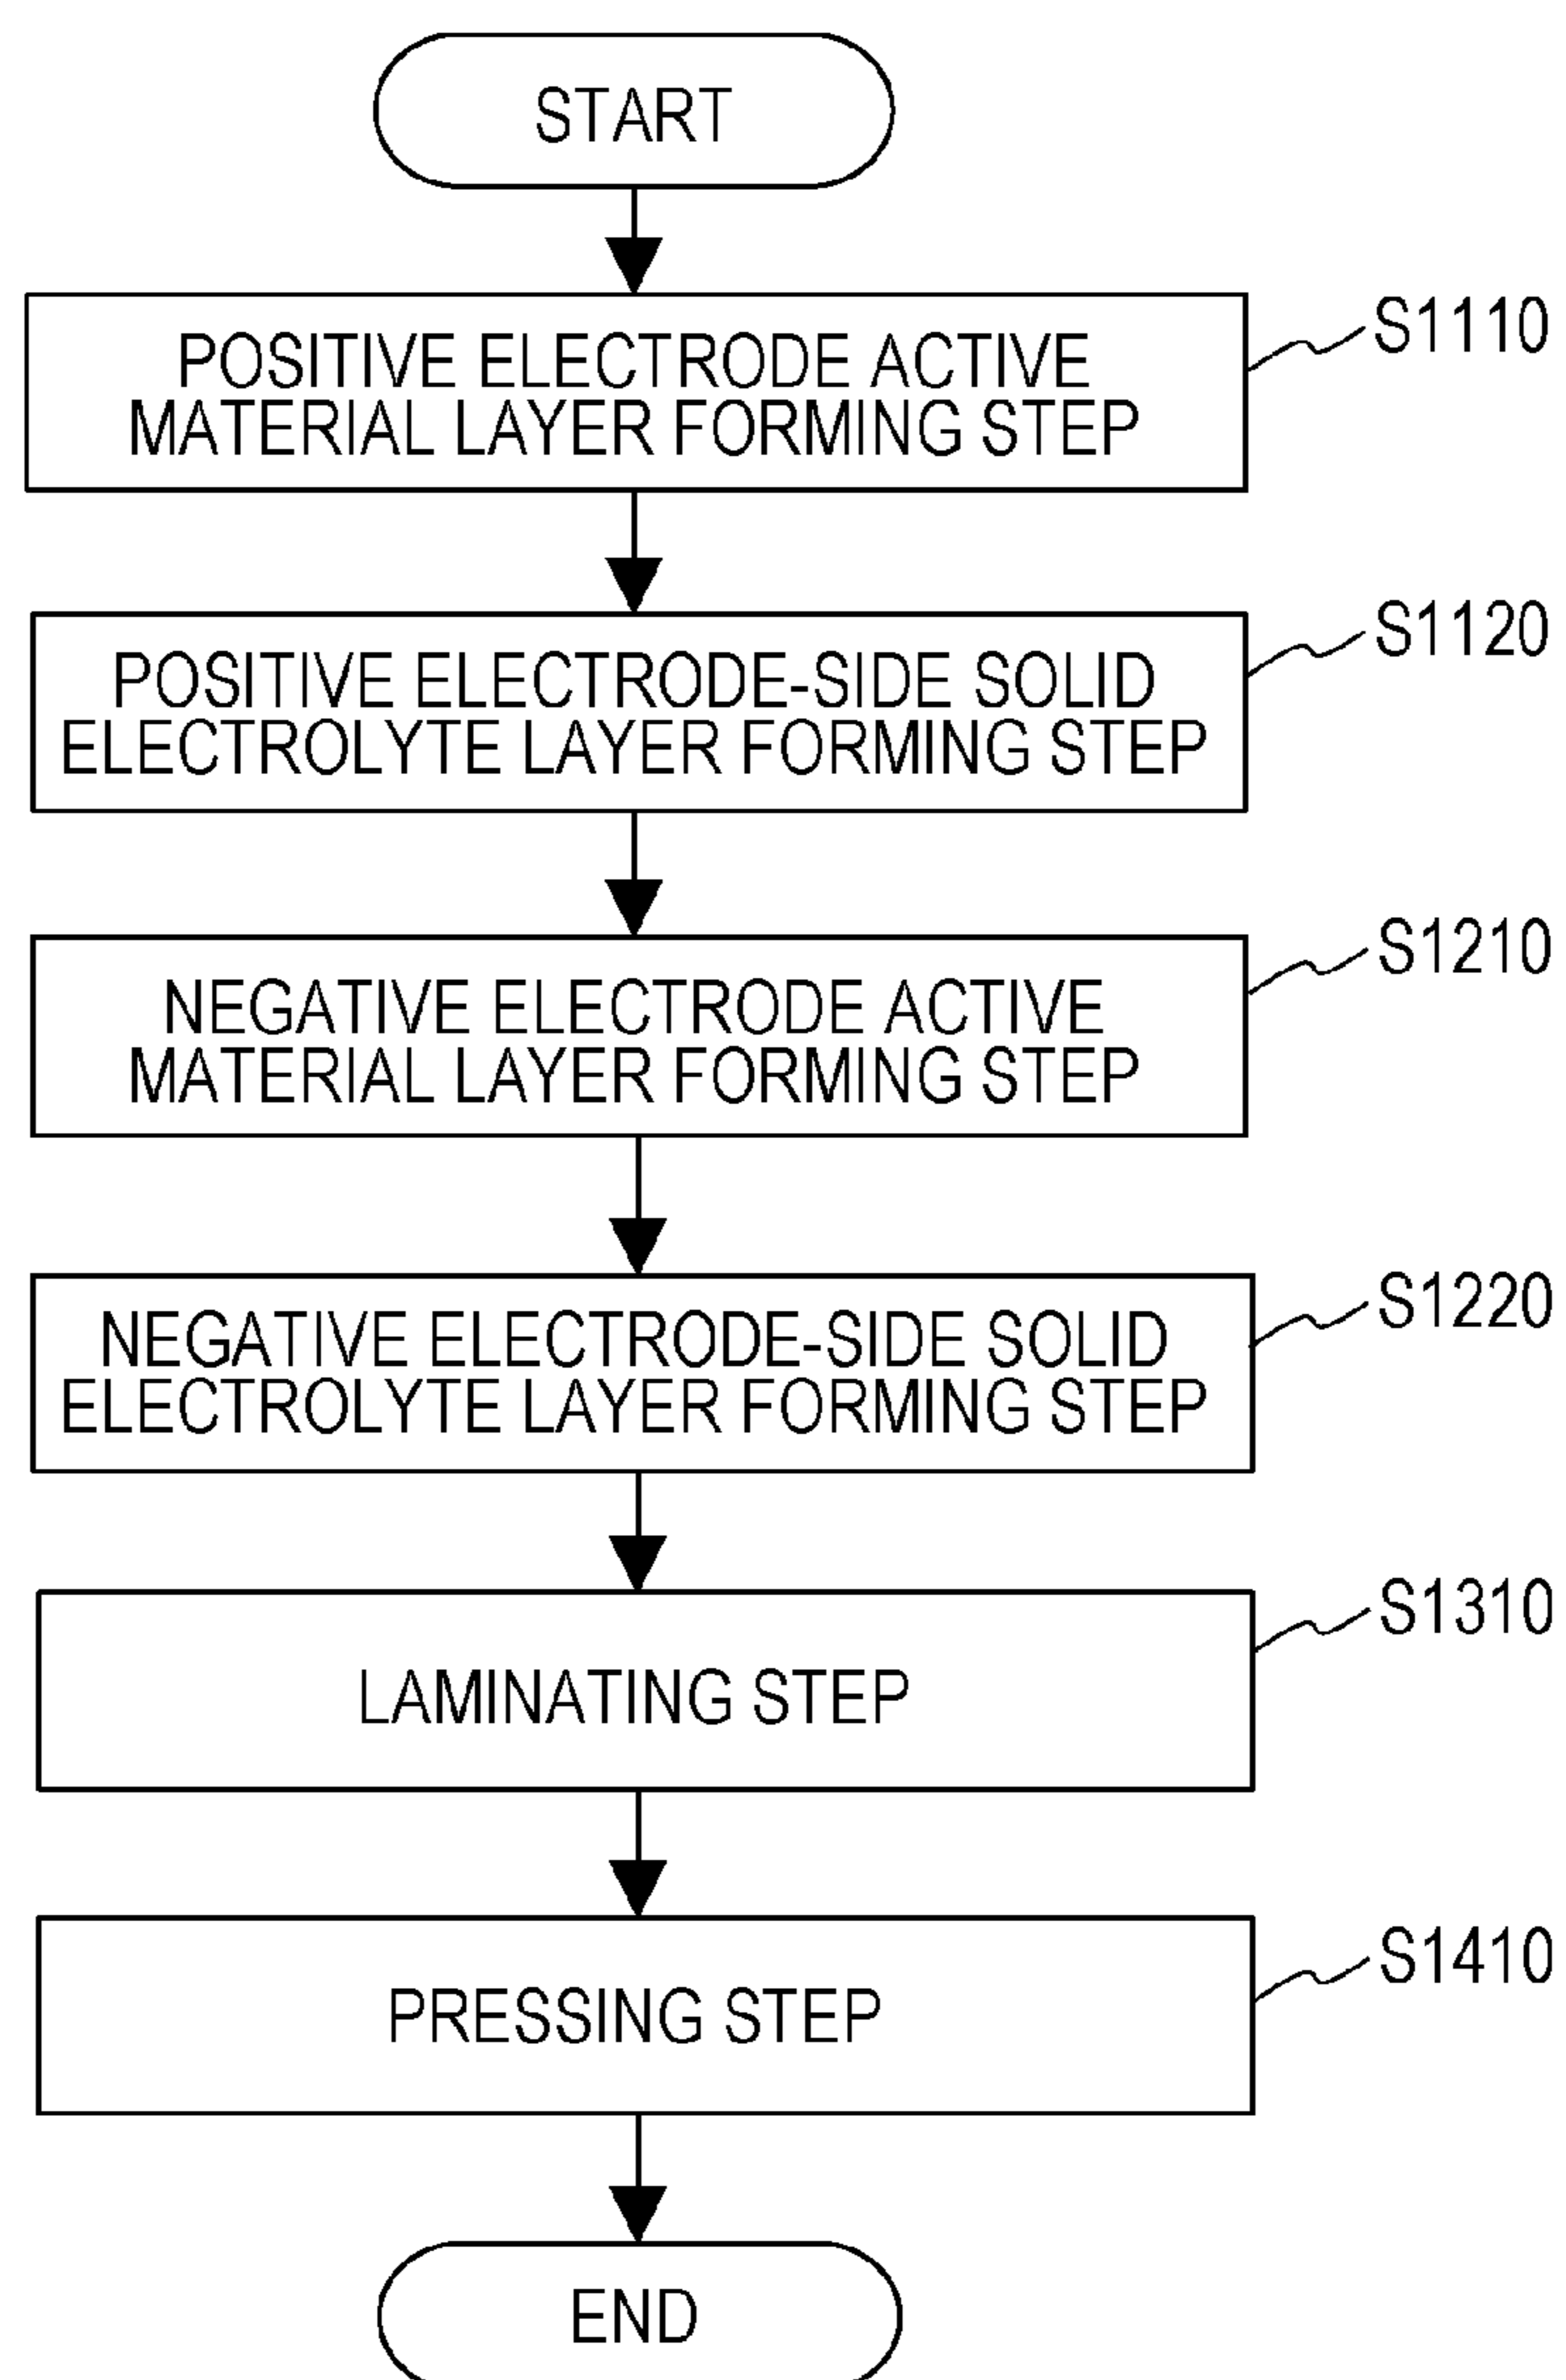 START
POSITIVE ELECTRODE ACTIVE
MATERIAL LAYER FORMING STEP
S1110
POSITIVE ELECTRODE-SIDE SOLID
ELECTROLYTE LAYER FORMING STEP
S1120
NEGATIVE ELECTRODE ACTIVE
MATERIAL LAYER FORMING STEP
S1210
NEGATIVE ELECTRODE-SIDE SOLID
ELECTROLYTE LAYER FORMING STEP
S1220
LAMINATING STEP
S1310
PRESSING STEP
S1410
END